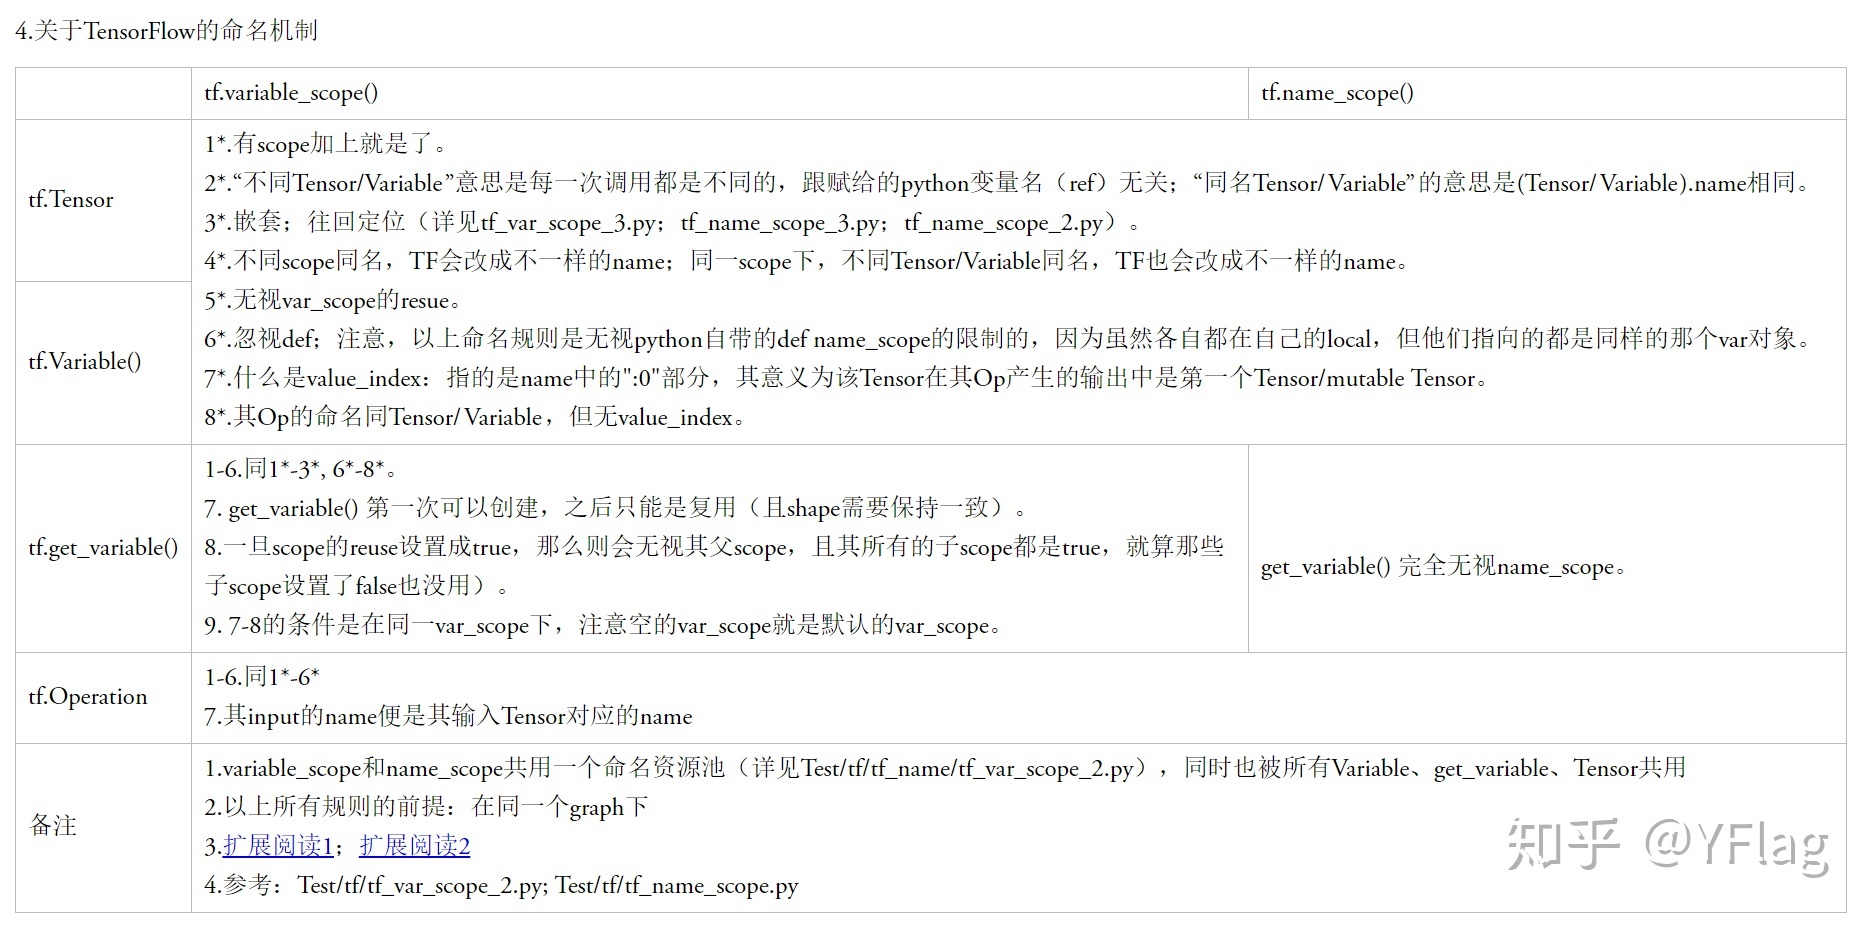 4.关于TensorFlow的命名机制
tf.variable_scope()
tf.name_scope()
tf.Tensor
1*.有scope加上就是了。
2*.“不同Tensor/Variable”意思是每一次调用都是不同的，跟赋给的python变量名（ref）无关；“同名Tensor/Variable”的意思是(Tensor/Variable).name相同。
3*.嵌套；往回定位（详见tf_var_scope_3.py；tf_name_scope_3.py；tf_name_scope_2.py）。
4*.不同scope同名，TF会改成不一样的name；同一scope下，不同Tensor/Variable同名，TF也会改成不一样的name。
tf.Variable()
5*.无视var_scope的resue。
6*.忽视def；注意，以上命名规则是无视python自带的def name_scope的限制的，因为虽然各自都在自己的local，但他们指向的都是同样的那个var对象。
7*.什么是value_index：指的是name中的":0"部分，其意义为该Tensor在其Op产生的输出中是第一个Tensor/mutable Tensor。
8*.其Op的命名同Tensor/Variable，但无value_index。
tf.get_variable()
1-6.同1*-3*, 6*-8*。
7. get_variable() 第一次可以创建，之后只能是复用（且shape需要保持一致）。
8.一旦scope的reuse设置成true，那么则会无视其父scope，且其所有的子scope都是true，就算那些
子scope设置了false也没用）。
9. 7-8的条件是在同一var_scope下，注意空的var_scope就是默认的var_scope。
get_variable() 完全无视name_scope。
tf.Operation
1-6.同1*-6*
7.其input的name便是其输入Tensor对应的name
备注
1.variable_scope和name_scope共用一个命名资源池（详见Test/tf/tf_name/tf_var_scope_2.py），同时也被所有Variable、get_variable、Tensor共用
2.以上所有规则的前提：在同一个graph下
3.扩展阅读1；扩展阅读2
4.参考：Test/tf/tf_var_scope_2.py; Test/tf/tf_name_scope.py
知乎 @YFlag